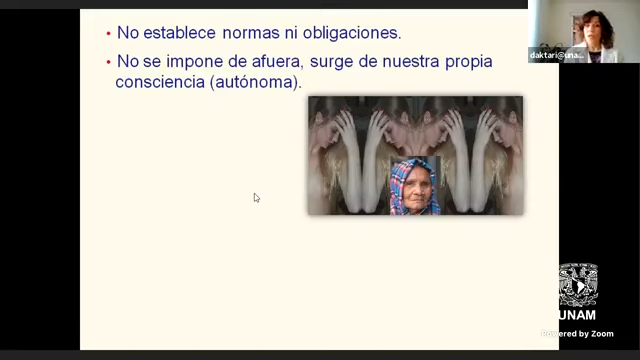 • No establece normas ni obligaciones.
• No se impone de afuera, surge de nuestra propia
consciencia (autónoma).
daktari@una...
UNAM
Powered by Zoom